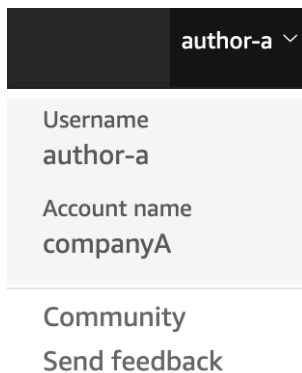 author-a
Username
author-a
Account name
companyA
Community
Send feedback